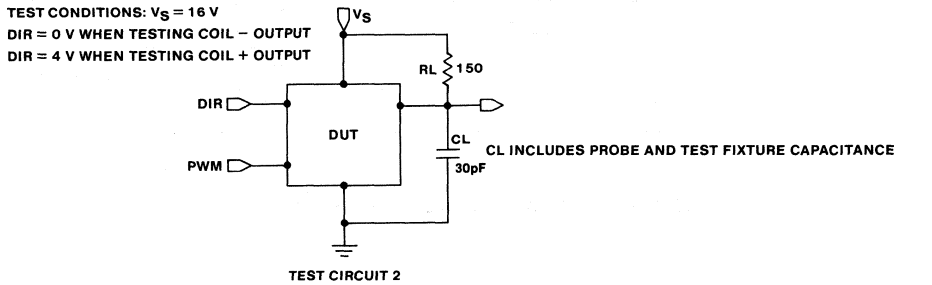 TEST CONDITIONS: VS = 16 V
DIR = 0 V WHEN TESTING COIL − OUTPUT
DIR = 4 V WHEN TESTING COIL + OUTPUT
VS
RL 150
DIR
DUT
PWM
CL
30pF
CL INCLUDES PROBE AND TEST FIXTURE CAPACITANCE
TEST CIRCUIT 2